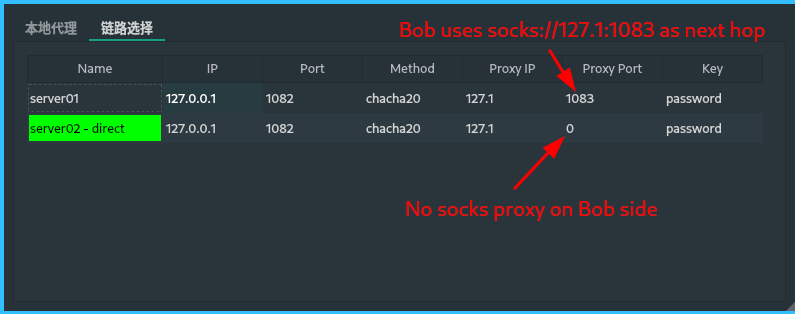 本地代理 链路选择
Bob uses socks://127.1:1083 as next hop
Name IP Port Method Proxy IP Proxy Port Key
server01 127.0.0.1 1082 chacha20 127.1 1083 password
server02 - direct 127.0.0.1 1082 chacha20 127.1 0 password
No socks proxy on Bob side